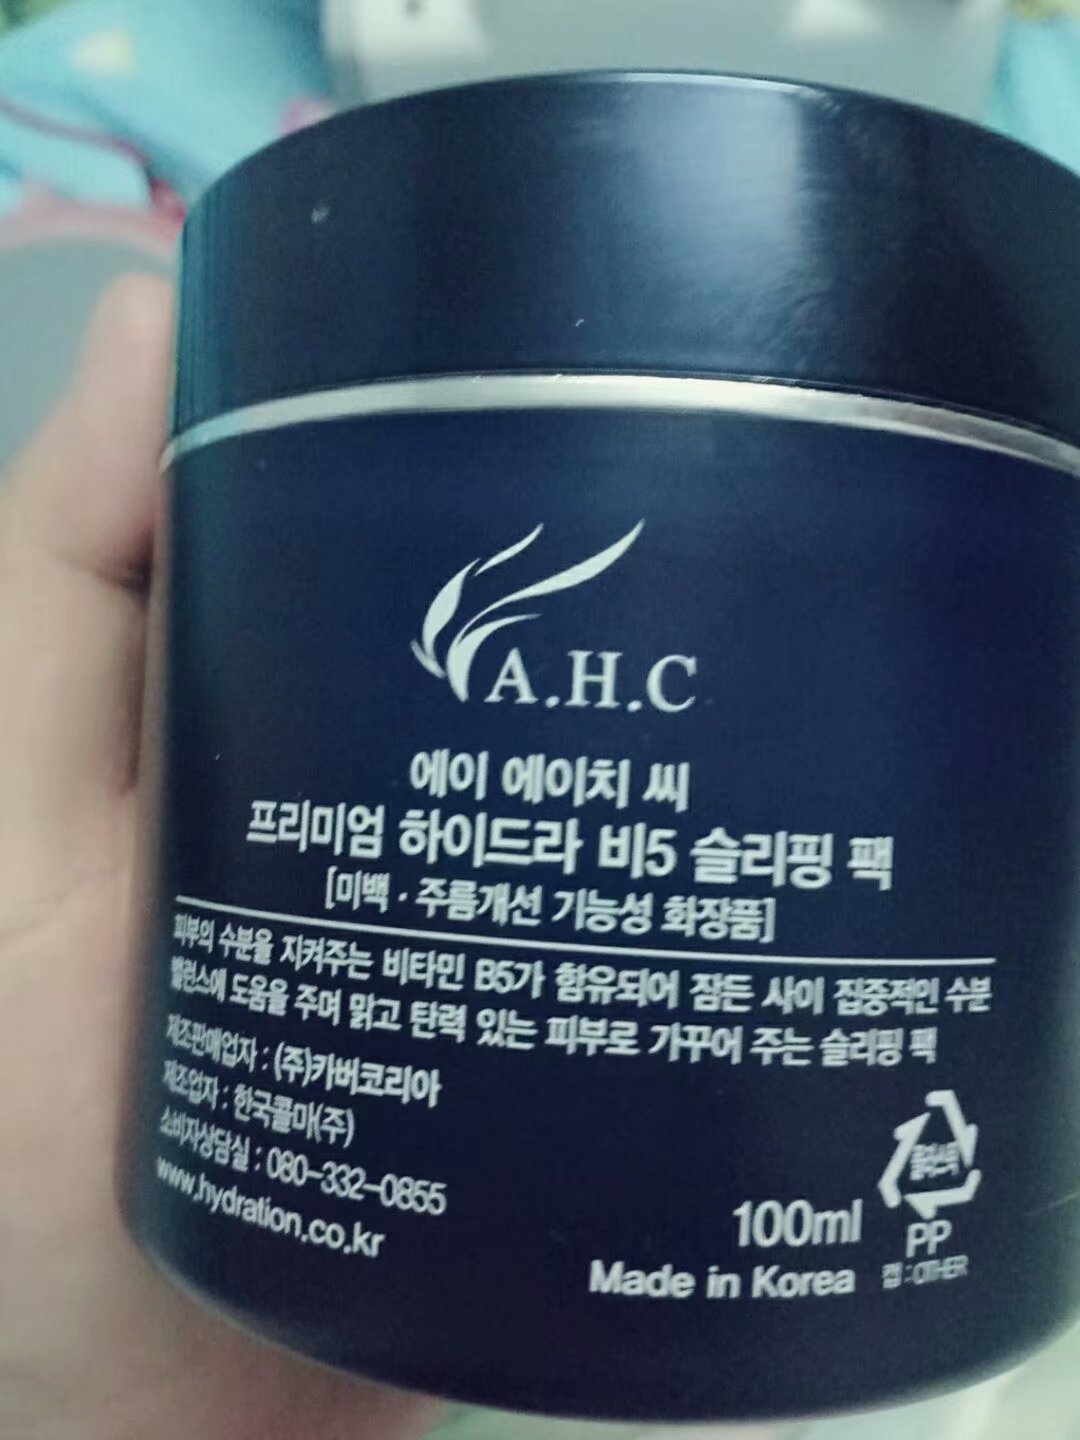 A.H.C
에이 에이치 씨
프리미엄 하이드라 비5 슬리핑 팩
[미백·주름개선 기능성 화장품]
피부의 수분을 지켜주는 비타민 B5가 함유되어 잠든 사이 집중적인 수분
밸런스에 도움을 주며 맑고 탄력 있는 피부로 가꾸어 주는 슬리핑 팩
제조판매업자 : (주)카버코리아
제조업자 : 한국콜마(주)
소비자상담실 : 080-332-0855
www.hydration.co.kr
100ml
Made in Korea
PP
캡 : OTHER